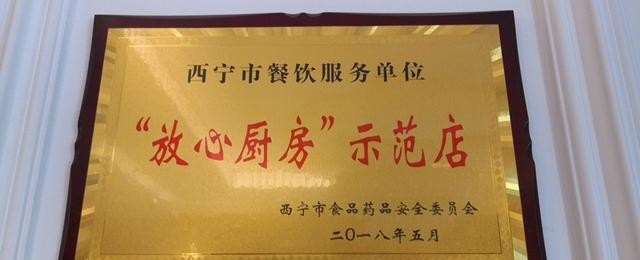 西宁市餐饮服务单位
“放心厨房”示范店
西宁市食品药品安全委员会
二〇一八年五月